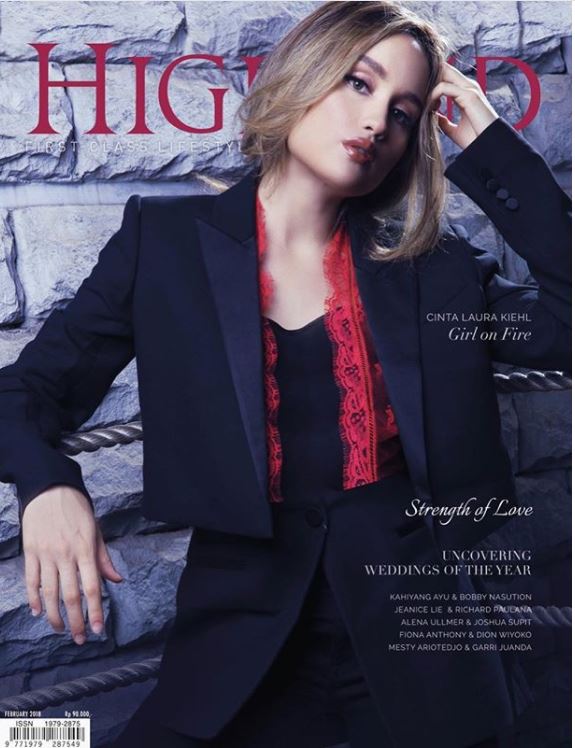 HIGHEND
FIRST CLASS LIFESTYL
CINTA LAURA KIEHL
Girl on Fire
Strength of Love
UNCOVERING
WEDDINGS OF THE YEAR
KAHIYANG AYU & BOBBY NASUTION
JEANICE LIE & RICHARD PAULANA
ALENA ULLMER & JOSHUA SUPIT
FIONA ANTHONY & DION WIYOKO
MESTY ARIOTEDJO & GARRI JUANDA
FEBRUARY 2018 Rp 90.000,-
ISSN 1979-2875
9 771979 287549